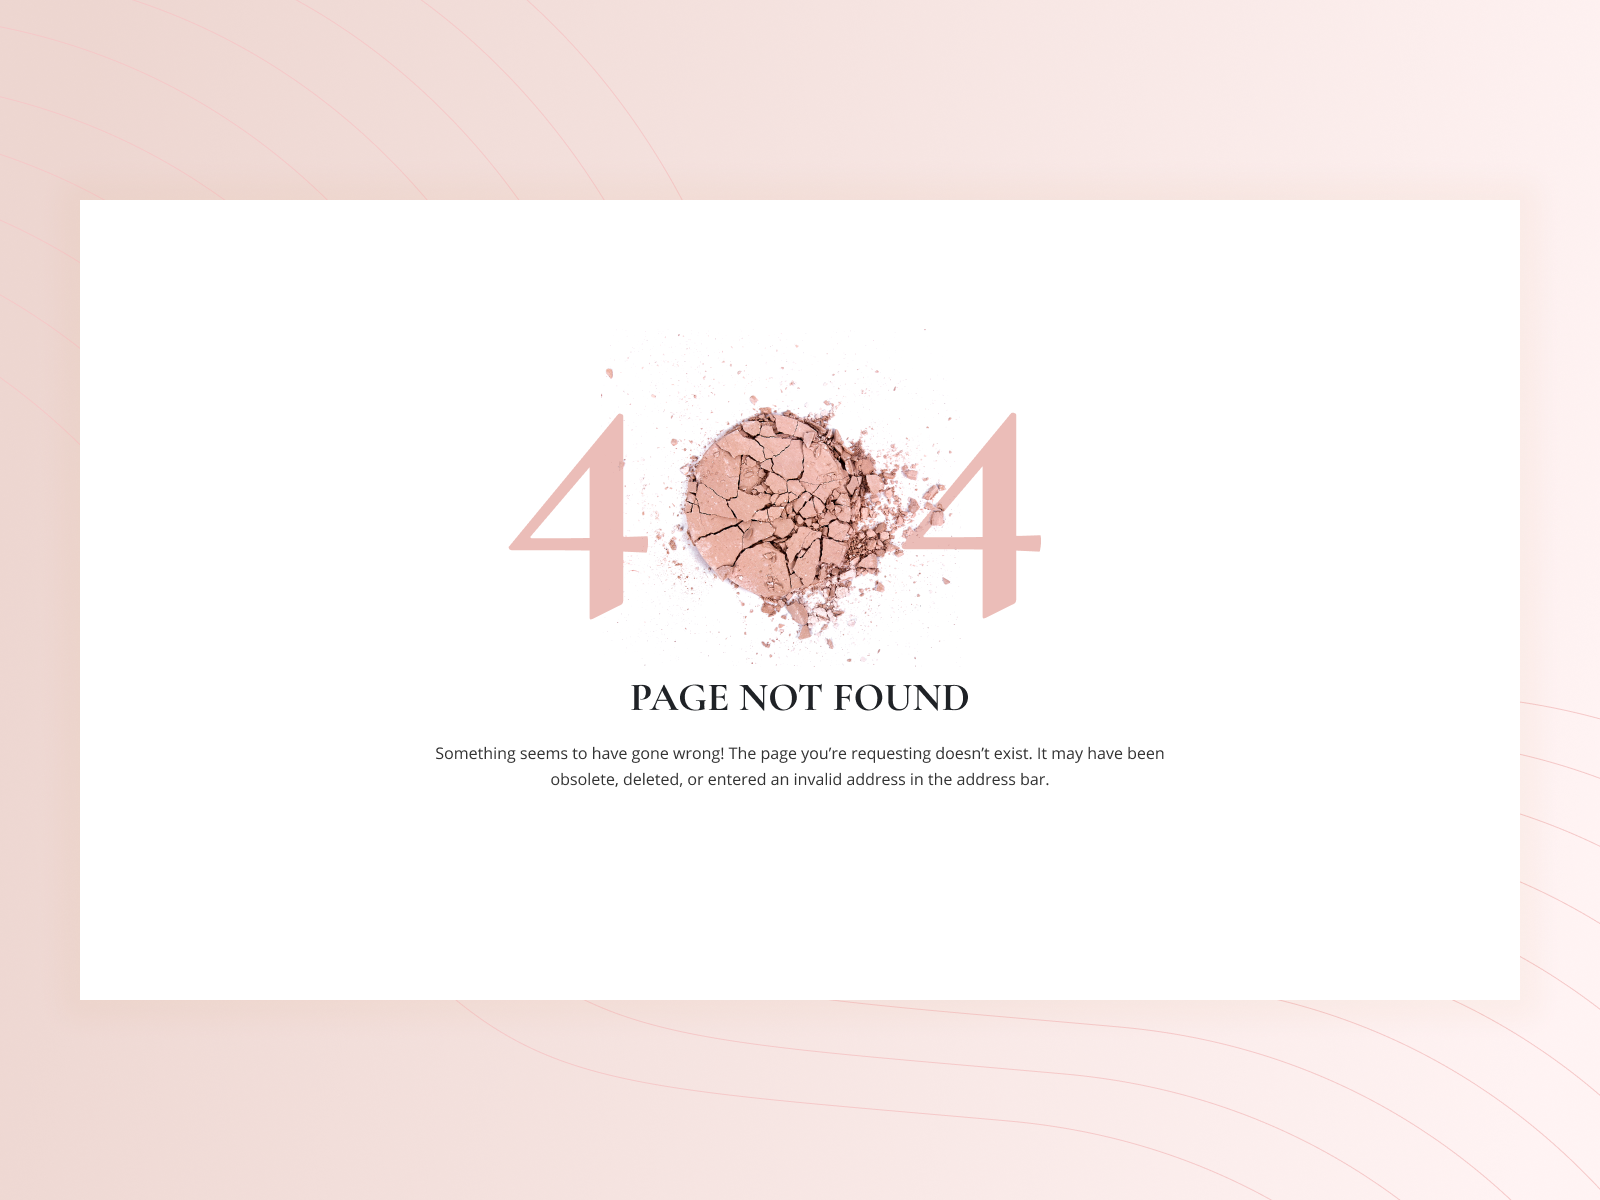 4 4
PAGE NOT FOUND
Something seems to have gone wrong! The page you’re requesting doesn’t exist. It may have been
obsolete, deleted, or entered an invalid address in the address bar.